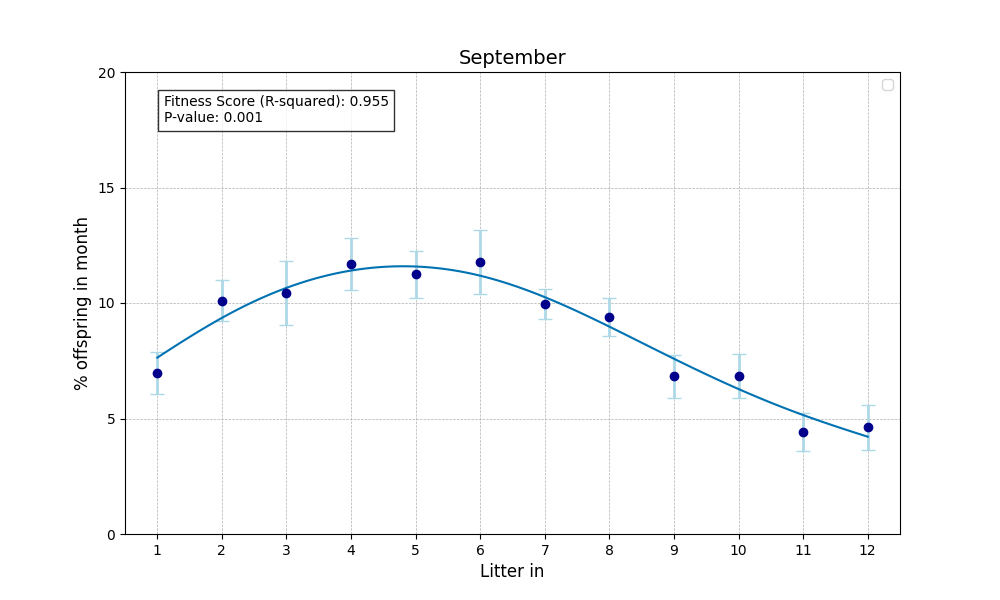 September
Fitness Score (R-squared): 0.955
P-value: 0.001
% offspring in month
20
15
10
5
0
1 2 3 4 5 6 7 8 9 10 11 12
Litter in